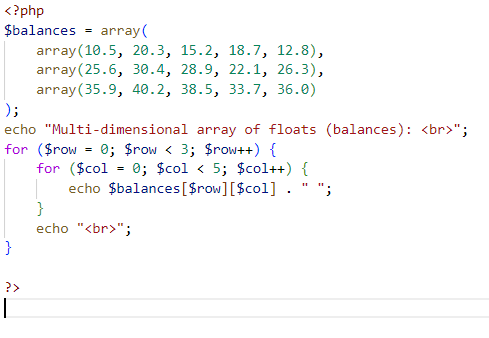 <?php
$balances = array(
    array(10.5, 20.3, 15.2, 18.7, 12.8),
    array(25.6, 30.4, 28.9, 22.1, 26.3),
    array(35.9, 40.2, 38.5, 33.7, 36.0)
);
echo "Multi-dimensional array of floats (balances): <br>";
for ($row = 0; $row < 3; $row++) {
    for ($col = 0; $col < 5; $col++) {
        echo $balances[$row][$col] . " ";
    }
    echo "<br>";
}
?>